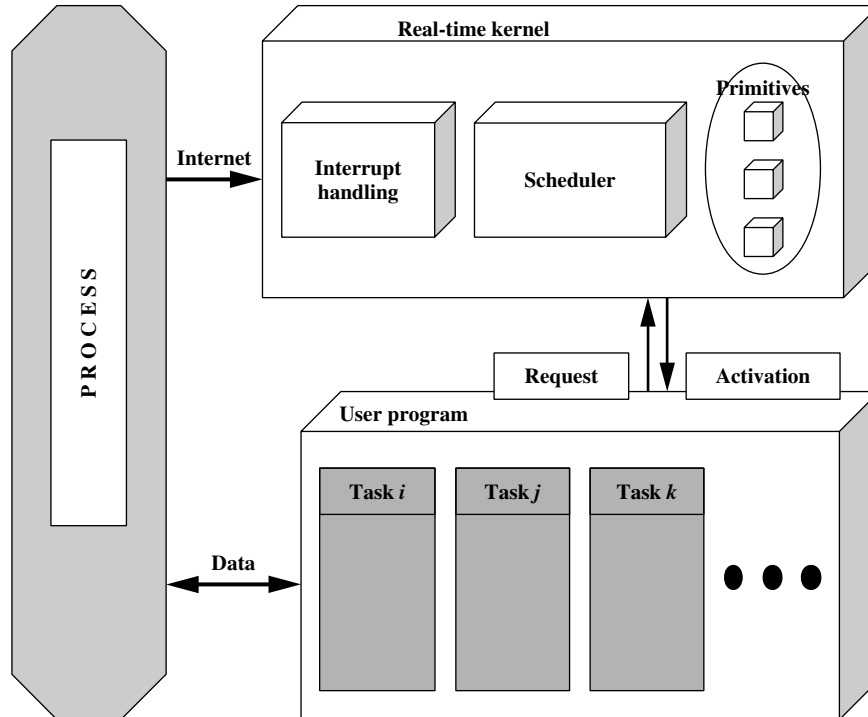 Real-time kernel
Primitives
Internet
Interrupt
handling
Scheduler
PROCESS
Request
Activation
User program
Task i
Task j
Task k
Data